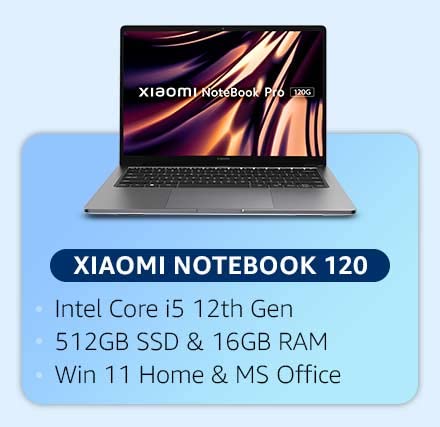 XIAOMI NoteBook Pro 120G
XIAOMI NOTEBOOK 120
• Intel Core i5 12th Gen
• 512GB SSD & 16GB RAM
• Win 11 Home & MS Office